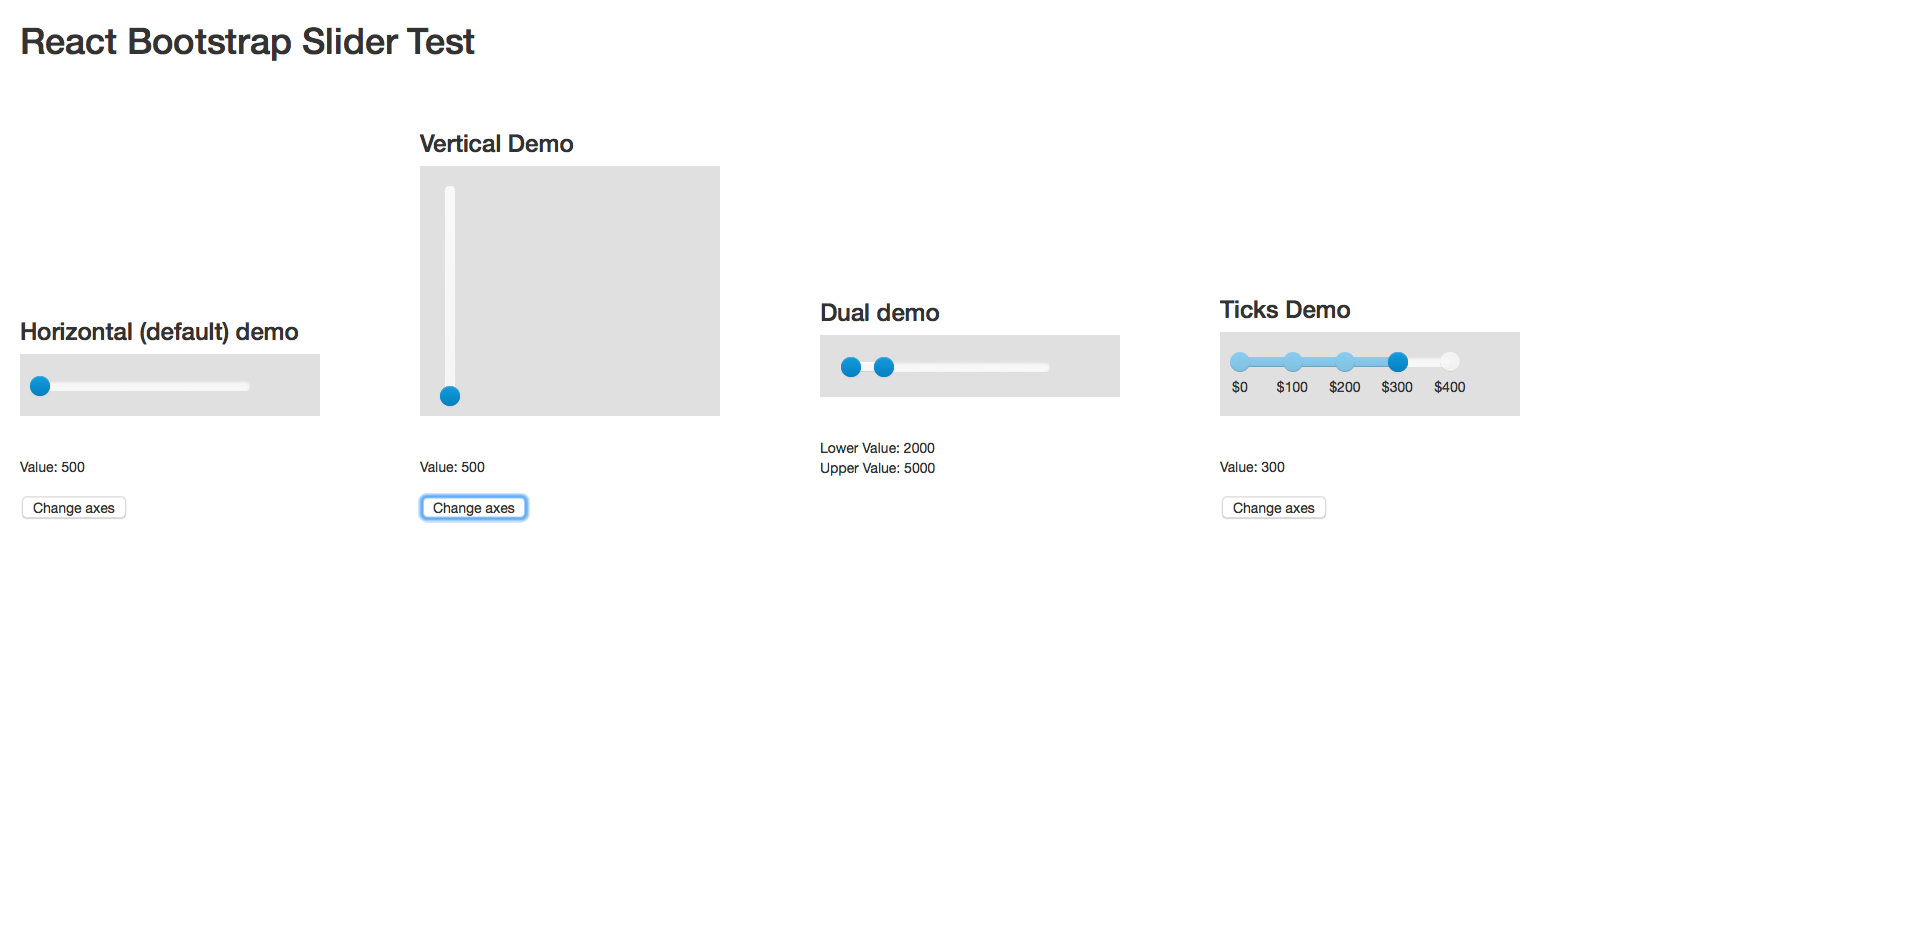 React Bootstrap Slider Test
Horizontal (default) demo
Value: 500
Change axes
Vertical Demo
Value: 500
Change axes
Dual demo
Lower Value: 2000
Upper Value: 5000
Ticks Demo
$0 $100 $200 $300 $400
Value: 300
Change axes